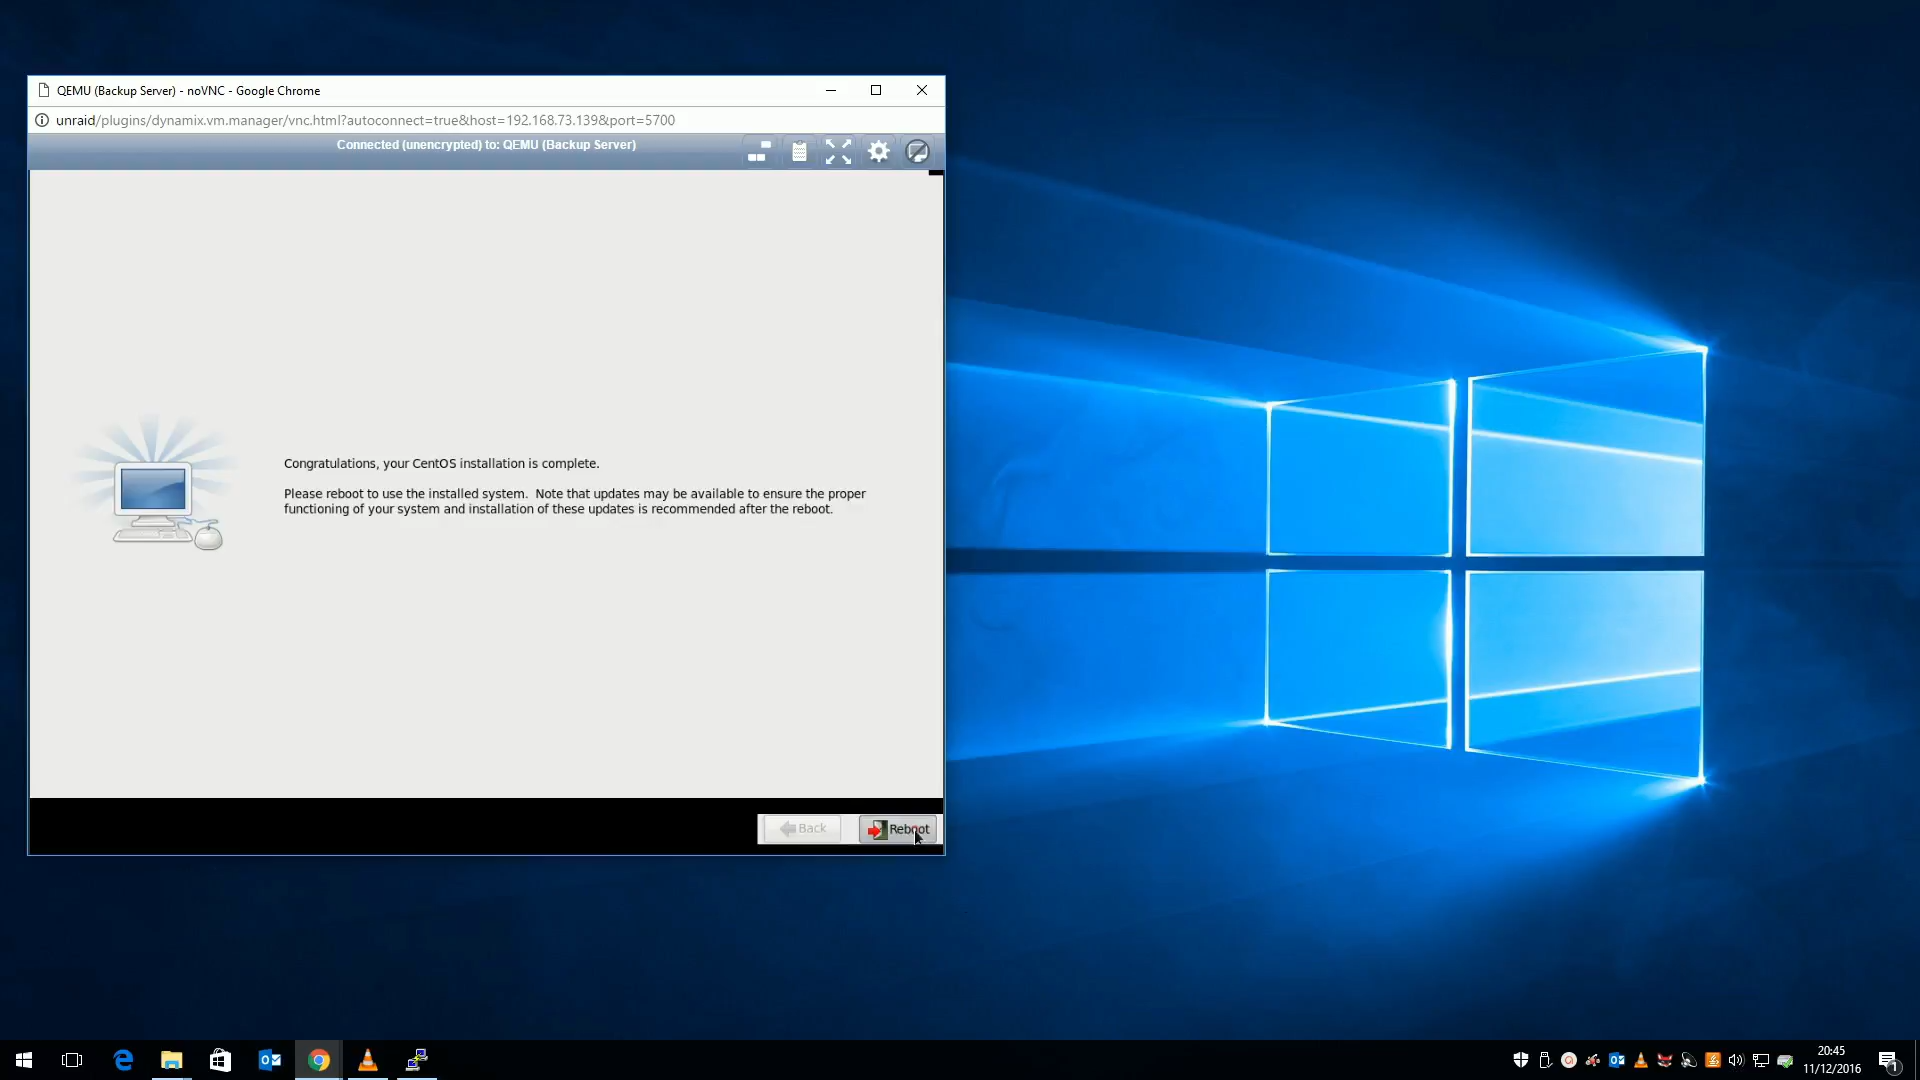 QEMU (Backup Server) - noVNC - Google Chrome
unraid/plugins/dynamix.vm.manager/vnc.html?autoconnect=true&host=192.168.73.139&port=5700
Connected (unencrypted) to: QEMU (Backup Server)
Congratulations, your CentOS installation is complete.
Please reboot to use the installed system. Note that updates may be available to ensure the proper
functioning of your system and installation of these updates is recommended after the reboot.
Back
Reboot
20:45
11/12/2016
1